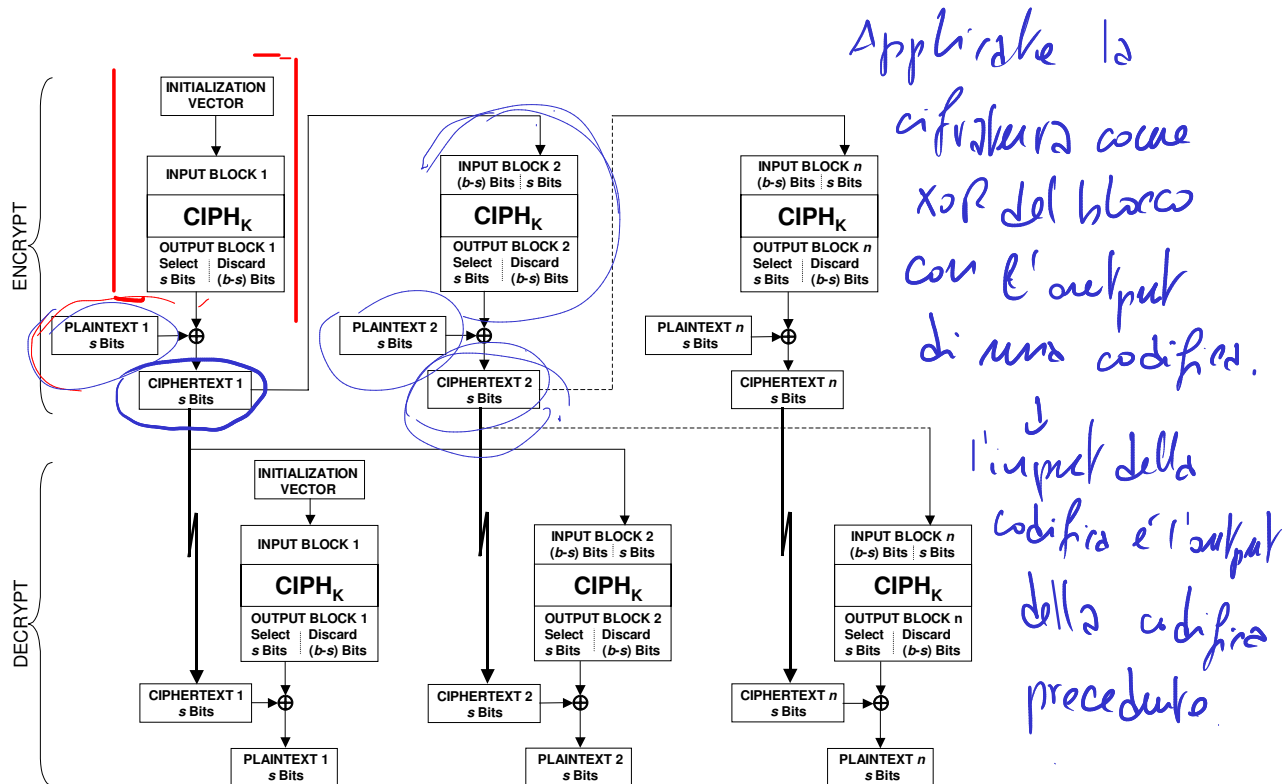 INITIALIZATION
VECTOR
INPUT BLOCK 1
CIPH_K
OUTPUT BLOCK 1
Select Discard
s Bits (b-s) Bits
PLAINTEXT 1
s Bits
CIPHERTEXT 1
s Bits
INPUT BLOCK 2
(b-s) Bits s Bits
CIPH_K
OUTPUT BLOCK 2
Select Discard
s Bits (b-s) Bits
PLAINTEXT 2
s Bits
CIPHERTEXT 2
s Bits
INPUT BLOCK n
(b-s) Bits s Bits
CIPH_K
OUTPUT BLOCK n
Select Discard
s Bits (b-s) Bits
PLAINTEXT n
s Bits
CIPHERTEXT n
s Bits
ENCRYPT
Applicate la
cifratura come
XOR del blocco
con l'output
di una codifica.
↓
l'input della
codifica é l'output
della codifica
precedente
DECRYPT
INITIALIZATION
VECTOR
INPUT BLOCK 1
CIPH_K
OUTPUT BLOCK 1
Select Discard
s Bits (b-s) Bits
CIPHERTEXT 1
s Bits
PLAINTEXT 1
s Bits
INPUT BLOCK 2
(b-s) Bits s Bits
CIPH_K
OUTPUT BLOCK 2
Select Discard
s Bits (b-s) Bits
CIPHERTEXT 2
s Bits
PLAINTEXT 2
s Bits
INPUT BLOCK n
(b-s) Bits s Bits
CIPH_K
OUTPUT BLOCK n
Select Discard
s Bits (b-s) Bits
CIPHERTEXT n
s Bits
PLAINTEXT n
s Bits